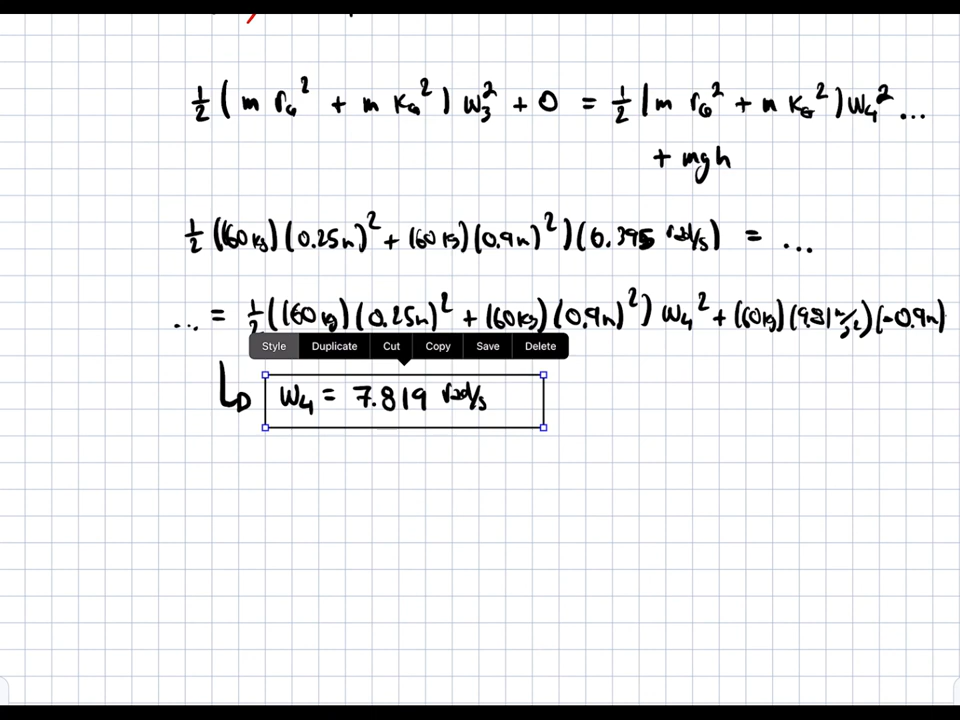 ½ (m r_G² + m k_G²) ω₃² + 0 = ½ (m r_G² + m k_G²) ω₄² ...
+ mgh
½ ((60 kg)(0.25m)² + (60 kg)(0.9m)²)(0.395 rad/s) = ...
... = ½ ((60 kg)(0.25m)² + (60 kg)(0.9m)²) ω₄² + (60 kg)(9.81 m/s²)(-0.9m)
Style Duplicate Cut Copy Save Delete
ω₄ = 7.819 rad/s